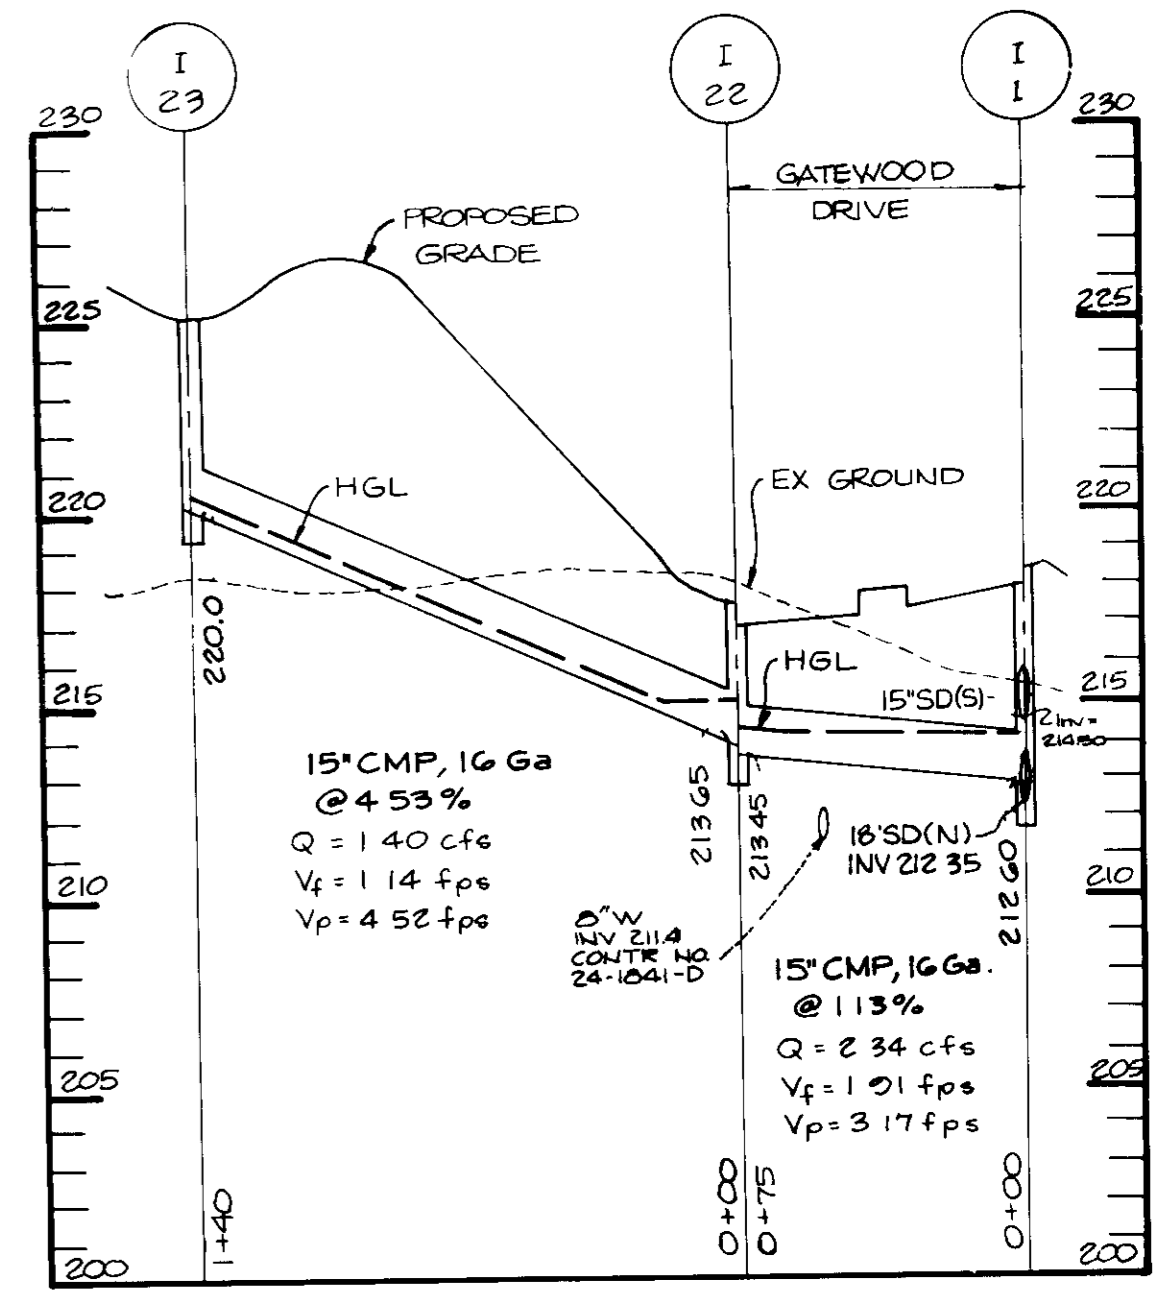 I
23
I
22
I
1
230
230
GATEWOOD
DRIVE
PROPOSED
GRADE
225
225
HGL
EX GROUND
220
220
220.0
HGL
15"SD(S)-
215
215
INV =
214.50
15" CMP, 16 Ga
@ 4 53%
Q = 1 40 cfs
Vf = 1 14 fps
Vp = 4 52 fps
213 65
213 45
18"SD(N)
INV 212 35
212 60
210
210
8"W
INV 211.4
CONTR NO.
24-1841-D
15" CMP, 16 Ga.
@ 1 13%
Q = 2 34 cfs
Vf = 1 91 fps
Vp = 3 17 fps
205
205
1+40
0+00
0+75
0+00
200
200